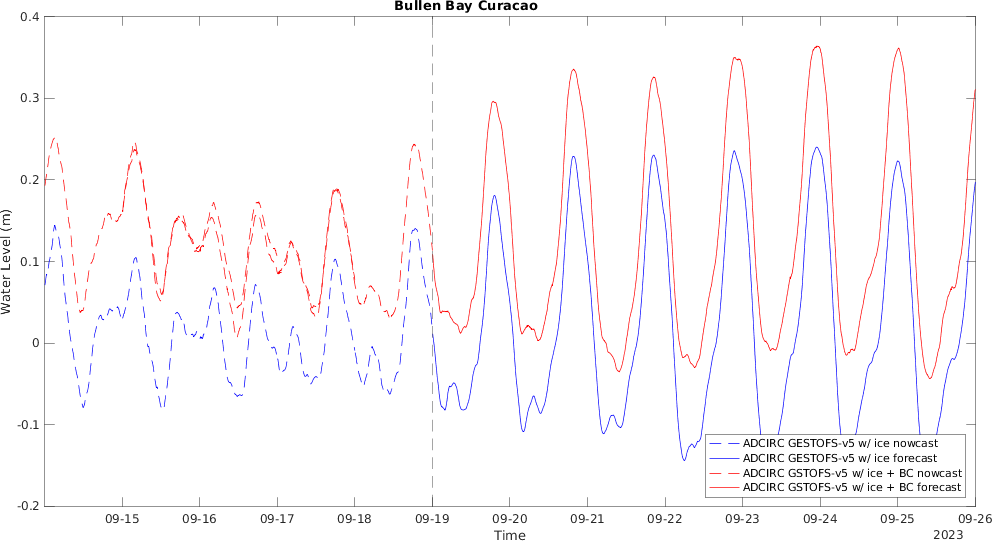 Bullen Bay Curacao
Water Level (m)
0.4
0.3
0.2
0.1
0
-0.1
-0.2
ADCIRC GESTOFS-v5 w/ ice nowcast
ADCIRC GESTOFS-v5 w/ ice forecast
ADCIRC GSTOFS-v5 w/ ice + BC nowcast
ADCIRC GSTOFS-v5 w/ ice + BC forecast
09-15 09-16 09-17 09-18 09-19 09-20 09-21 09-22 09-23 09-24 09-25 09-26
Time
2023